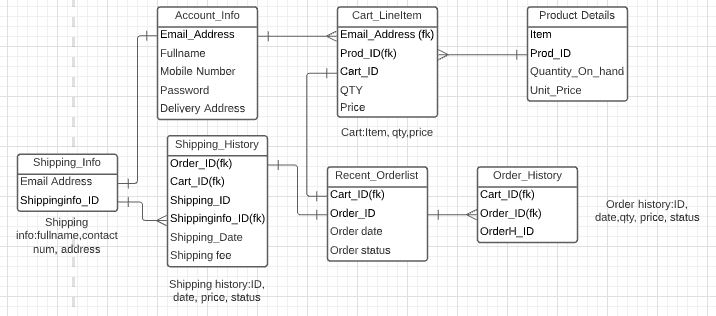 Account_Info
Email_Address
Fullname
Mobile Number
Password
Delivery Address
Cart_LineItem
Email_Address (fk)
Prod_ID(fk)
Cart_ID
QTY
Price
Cart:Item, qty,price
Product Details
Item
Prod_ID
Quantity_On_hand
Unit_Price
Shipping_Info
Email Address
Shippinginfo_ID
Shipping
info:fullname,contact
num, address
Shipping_History
Order_ID(fk)
Cart_ID(fk)
Shipping_ID
Shippinginfo_ID(fk)
Shipping_Date
Shipping fee
Shipping history:ID,
date, price, status
Recent_Orderlist
Cart_ID(fk)
Order_ID
Order date
Order status
Order_History
Cart_ID(fk)
Order_ID(fk)
OrderH_ID
Order history:ID,
date,qty, price, status